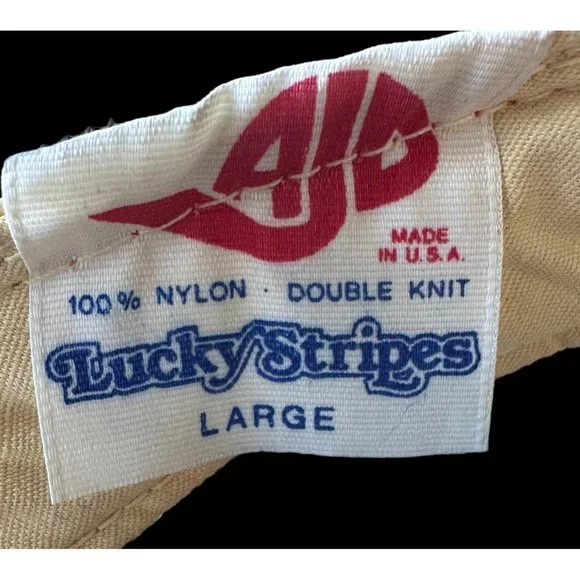 AJD
MADE
IN U.S.A.
100% NYLON · DOUBLE KNIT
Lucky Stripes
LARGE